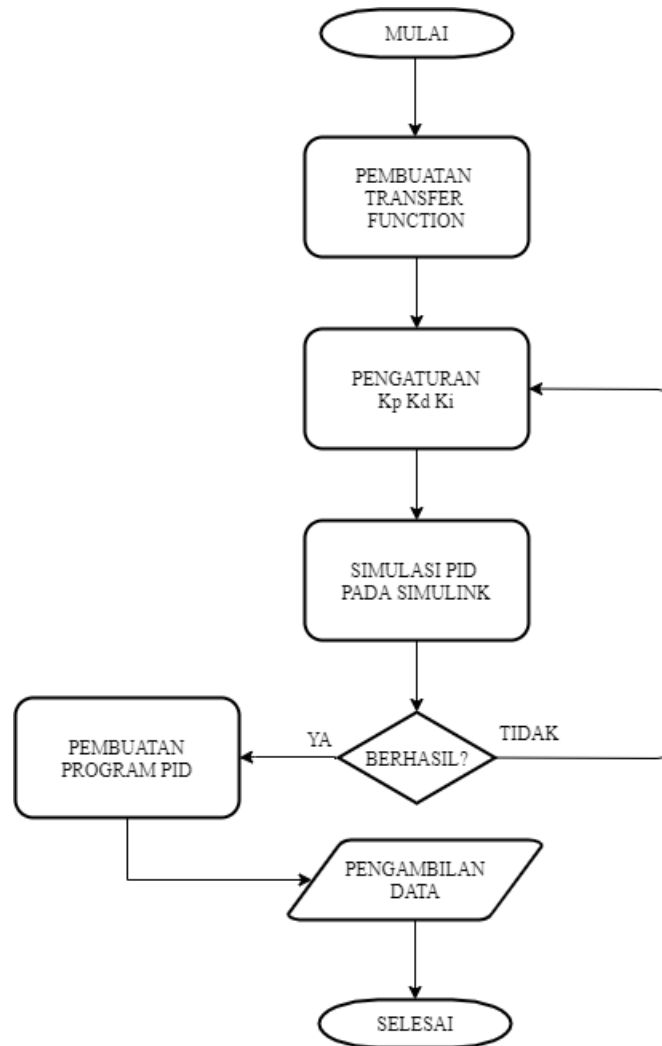 MULAI
PEMBUATAN
TRANSFER
FUNCTION
PENGATURAN
Kp Kd Ki
SIMULASI PID
PADA SIMULINK
BERHASIL?
YA
TIDAK
PEMBUATAN
PROGRAM PID
PENGAMBILAN
DATA
SELESAI